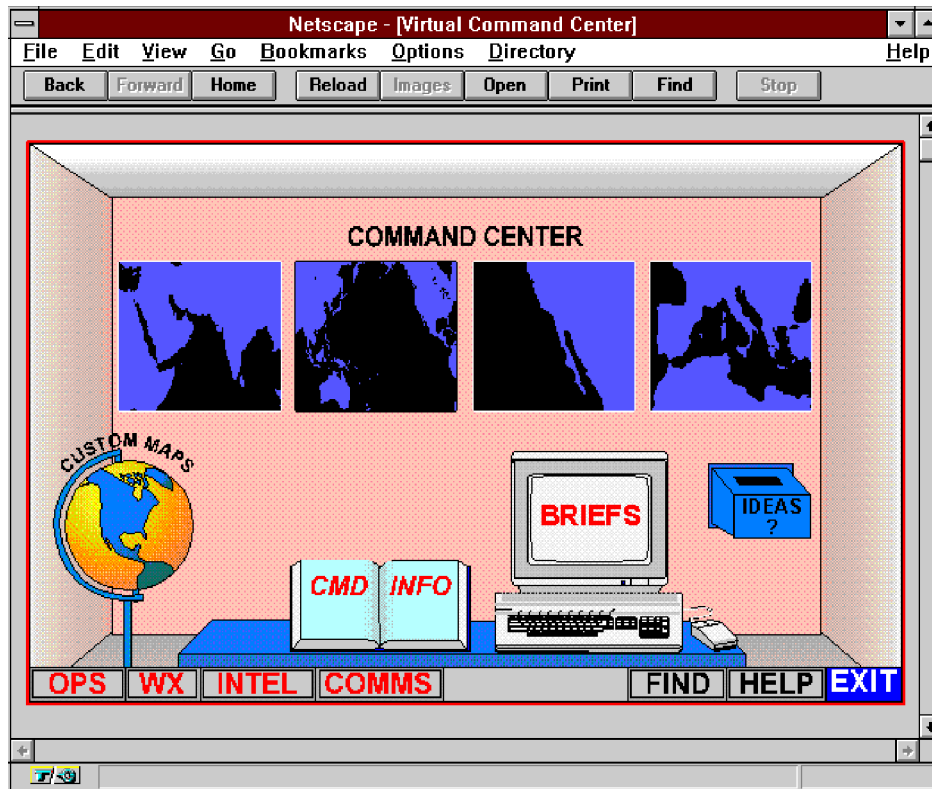 Netscape - [Virtual Command Center]
File Edit View Go Bookmarks Options Directory Help
Back Forward Home Reload Images Open Print Find Stop
COMMAND CENTER
CUSTOM MAPS
BRIEFS
IDEAS
?
CMD INFO
OPS WX INTEL COMMS FIND HELP EXIT